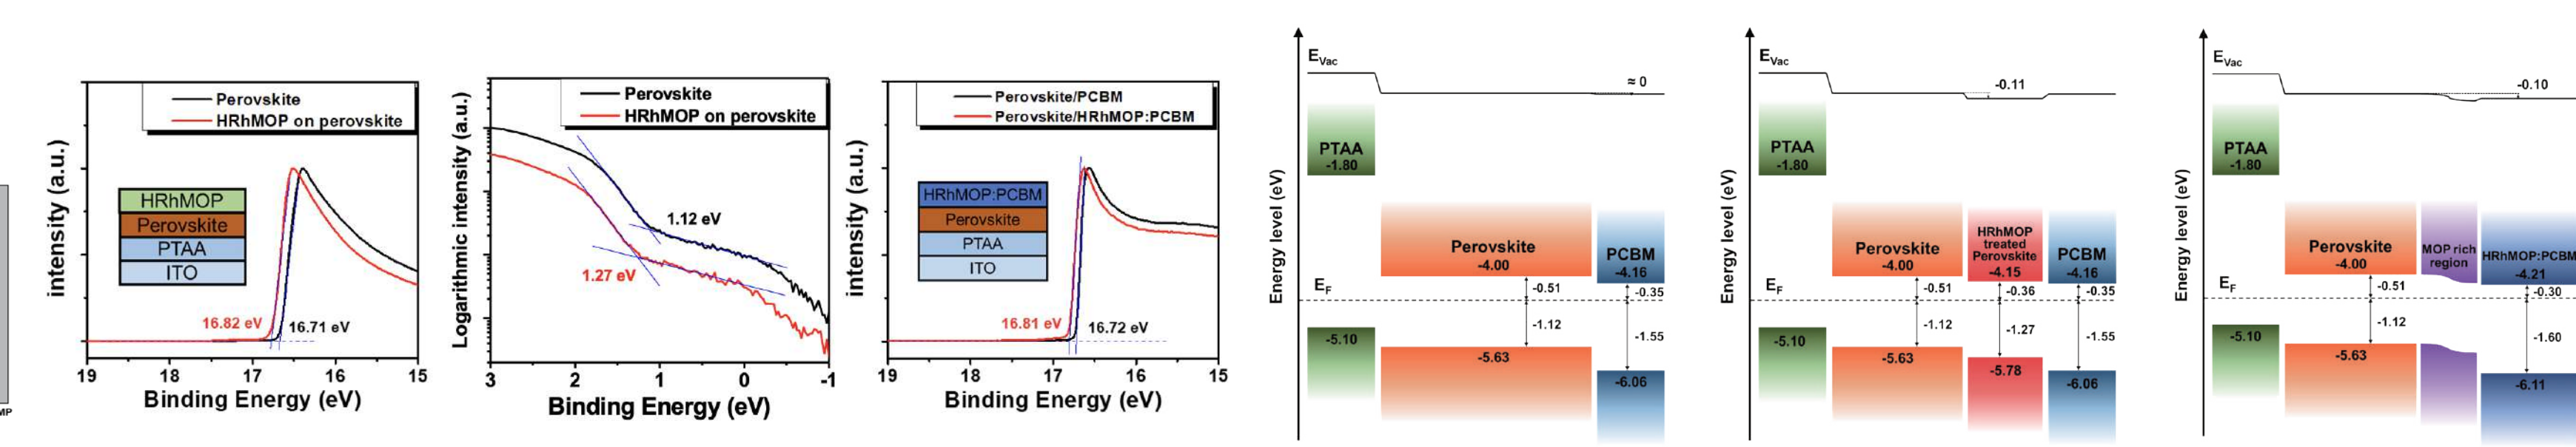 MP
intensity (a.u.)
Perovskite
HRhMOP on perovskite
HRhMOP
Perovskite
PTAA
ITO
16.82 eV
16.71 eV
19 18 17 16 15
Binding Energy (eV)
Logarithmic intensity (a.u.)
Perovskite
HRhMOP on perovskite
1.12 eV
1.27 eV
3 2 1 0 -1
Binding Energy (eV)
intensity (a.u.)
Perovskite/PCBM
Perovskite/HRhMOP:PCBM
HRhMOP:PCBM
Perovskite
PTAA
ITO
16.81 eV
16.72 eV
19 18 17 16 15
Binding Energy (eV)
Energy level (eV)
EVac
≈ 0
PTAA
-1.80
Perovskite
-4.00
PCBM
-4.16
EF
-0.51
-0.35
-1.12
-1.55
-5.10
-5.63
-6.06
Energy level (eV)
EVac
-0.11
PTAA
-1.80
Perovskite
-4.00
HRhMOP
treated
Perovskite
-4.15
PCBM
-4.16
EF
-0.51
-0.36
-0.35
-1.12
-1.27
-1.55
-5.10
-5.63
-5.78
-6.06
Energy level (eV)
EVac
-0.10
PTAA
-1.80
Perovskite
-4.00
MOP rich
region
HRhMOP:PCBM
-4.21
EF
-0.51
-0.30
-1.12
-1.60
-5.10
-5.63
-6.11